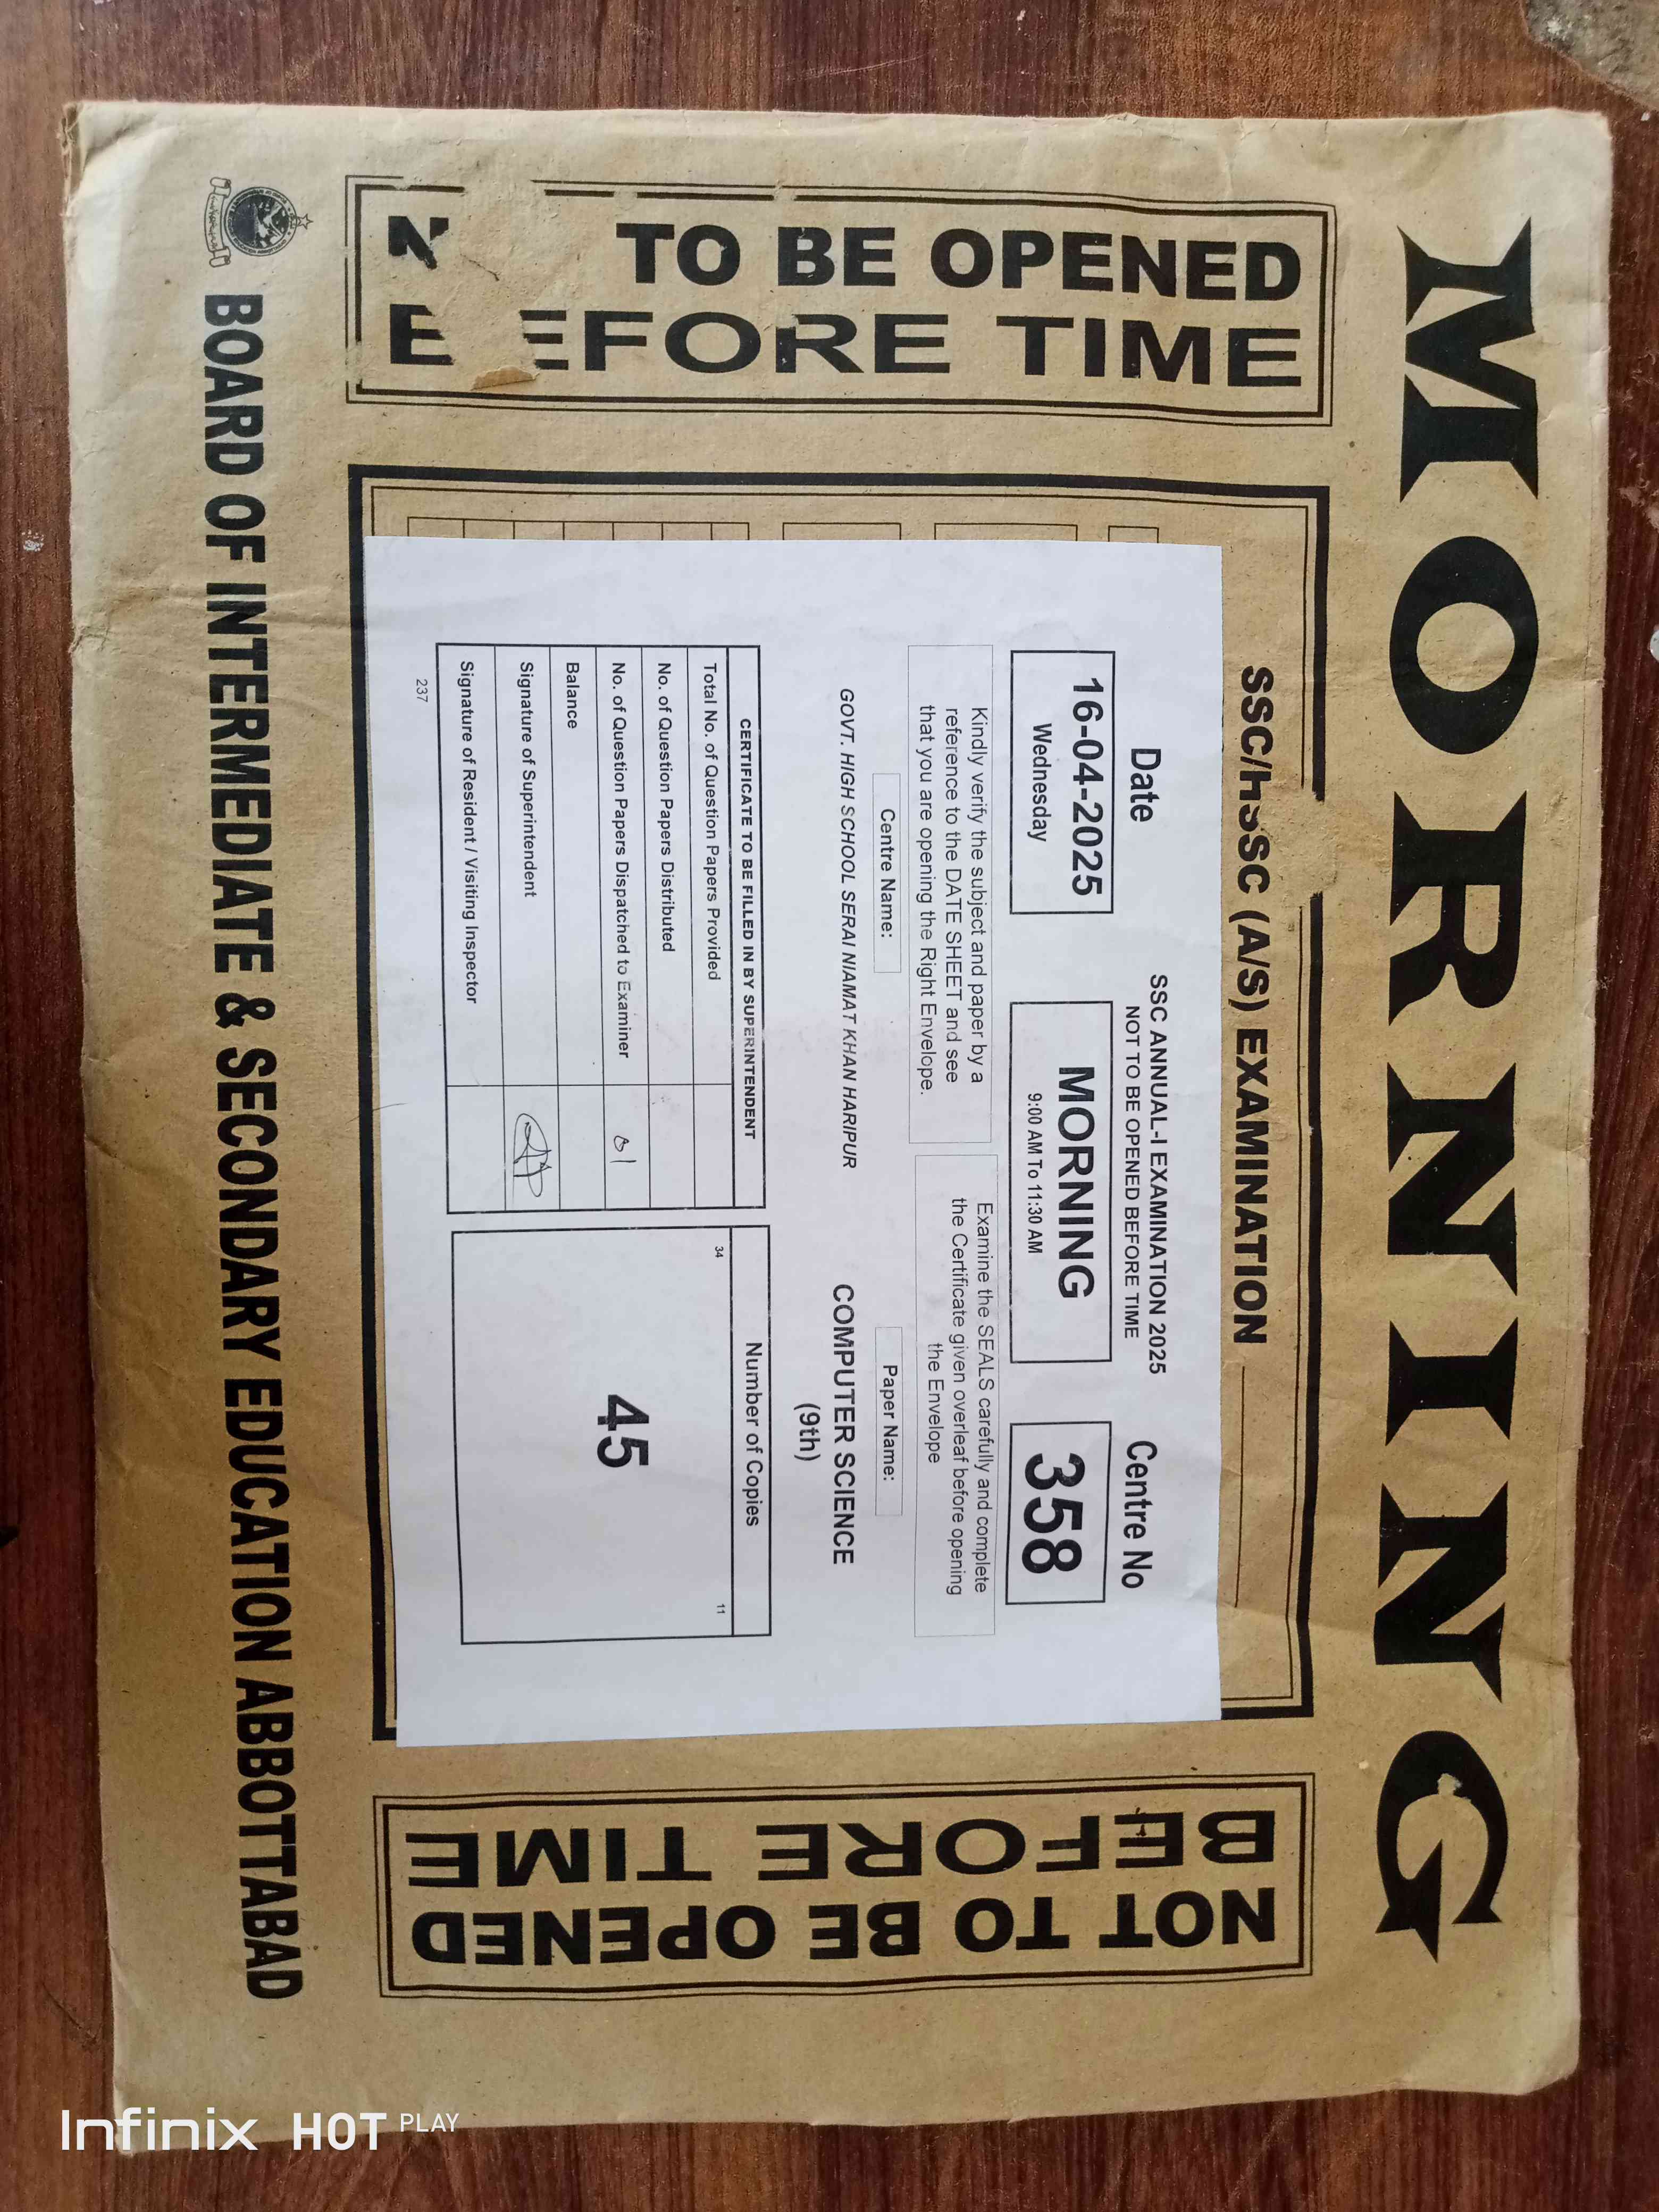 MORNING
SSC/HSSC (A/S) EXAMINATION
TO BE OPENED
EFORE TIME
Date
16-04-2025
Wednesday
SSC ANNUAL-I EXAMINATION 2025
NOT TO BE OPENED BEFORE TIME
MORNING
9:00 AM To 11:30 AM
Centre No
358
Kindly verify the subject and paper by a
reference to the DATE SHEET and see
that you are opening the Right Envelope.
Examine the SEALS carefully and complete
the Certificate given overleaf before opening
the Envelope
Centre Name:
GOVT. HIGH SCHOOL SERAI NIAMAT KHAN HARIPUR
Paper Name:
COMPUTER SCIENCE
(9th)
CERTIFICATE TO BE FILLED IN BY SUPERINTENDENT
Total No. of Question Papers Provided
No. of Question Papers Distributed
No. of Question Papers Dispatched to Examiner 01
Balance
Signature of Superintendent
Signature of Resident / Visiting Inspector
237
Number of Copies
34 11
45
NOT TO BE OPENED
BEFORE TIME
BOARD OF INTERMEDIATE & SECONDARY EDUCATION ABBOTTABAD
Infinix HOT PLAY